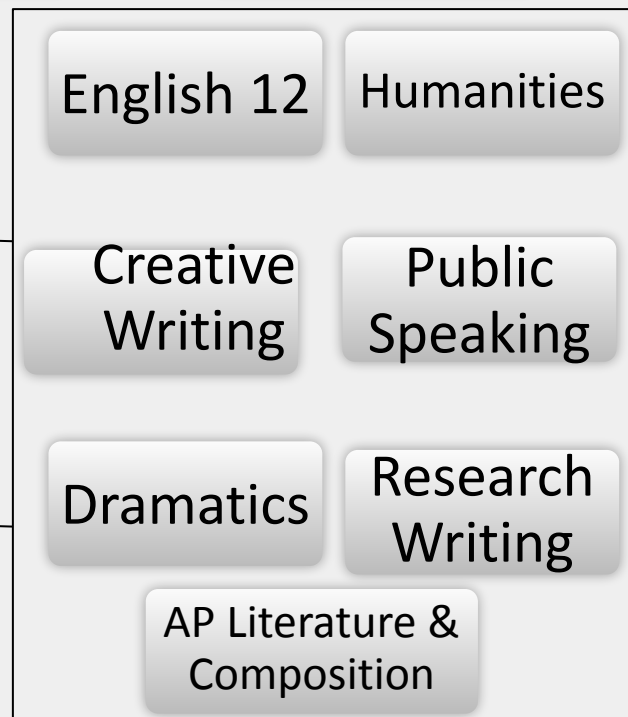 English 12
Humanities
Creative
Writing
Public
Speaking
Dramatics
Research
Writing
AP Literature &
Composition